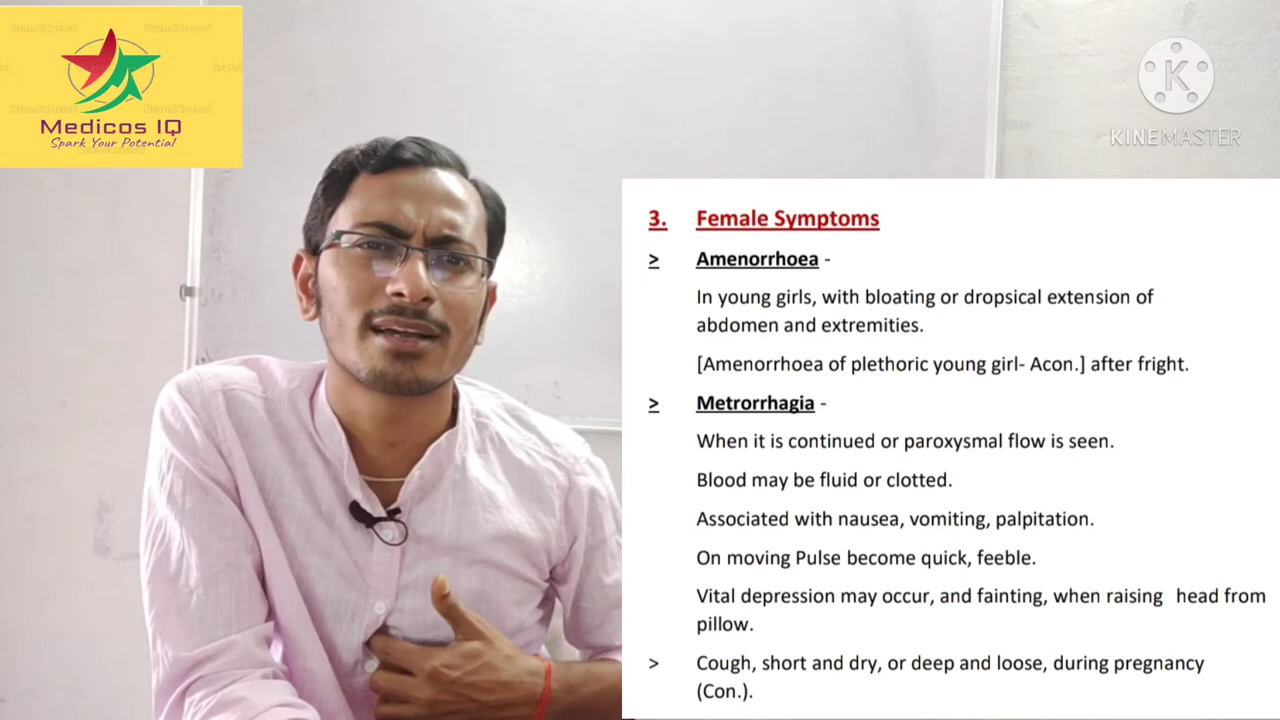 Medicos IQ
Spark Your Potential
KINEMASTER
3. Female Symptoms
> Amenorrhoea -
In young girls, with bloating or dropsical extension of
abdomen and extremities.
[Amenorrhoea of plethoric young girl- Acon.] after fright.
> Metrorrhagia -
When it is continued or paroxysmal flow is seen.
Blood may be fluid or clotted.
Associated with nausea, vomiting, palpitation.
On moving Pulse become quick, feeble.
Vital depression may occur, and fainting, when raising head from
pillow.
> Cough, short and dry, or deep and loose, during pregnancy
(Con.).